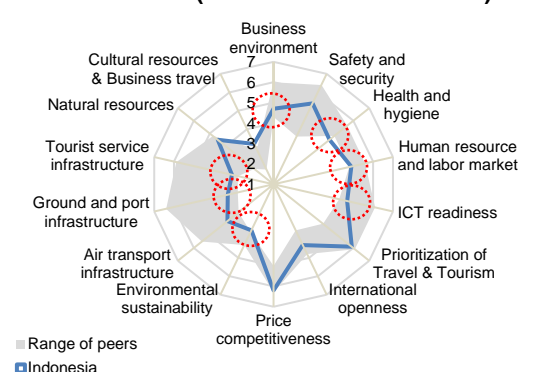 Business
environment
Safety and
security
Health and
hygiene
Human resource
and labor market
ICT readiness
Prioritization of
Travel & Tourism
International
openness
Price
competitiveness
Environmental
sustainability
Air transport
infrastructure
Ground and port
infrastructure
Tourist service
infrastructure
Natural resources
Cultural resources
& Business travel
7
6
5
4
3
2
1
Range of peers
Indonesia